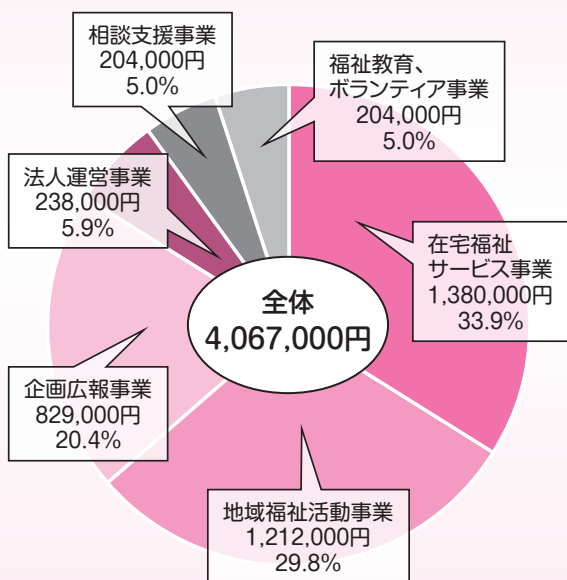 相談支援事業
204,000円
5.0%
福祉教育、
ボランティア事業
204,000円
5.0%
法人運営事業
238,000円
5.9%
在宅福祉
サービス事業
1,380,000円
33.9%
全体
4,067,000円
企画広報事業
829,000円
20.4%
地域福祉活動事業
1,212,000円
29.8%